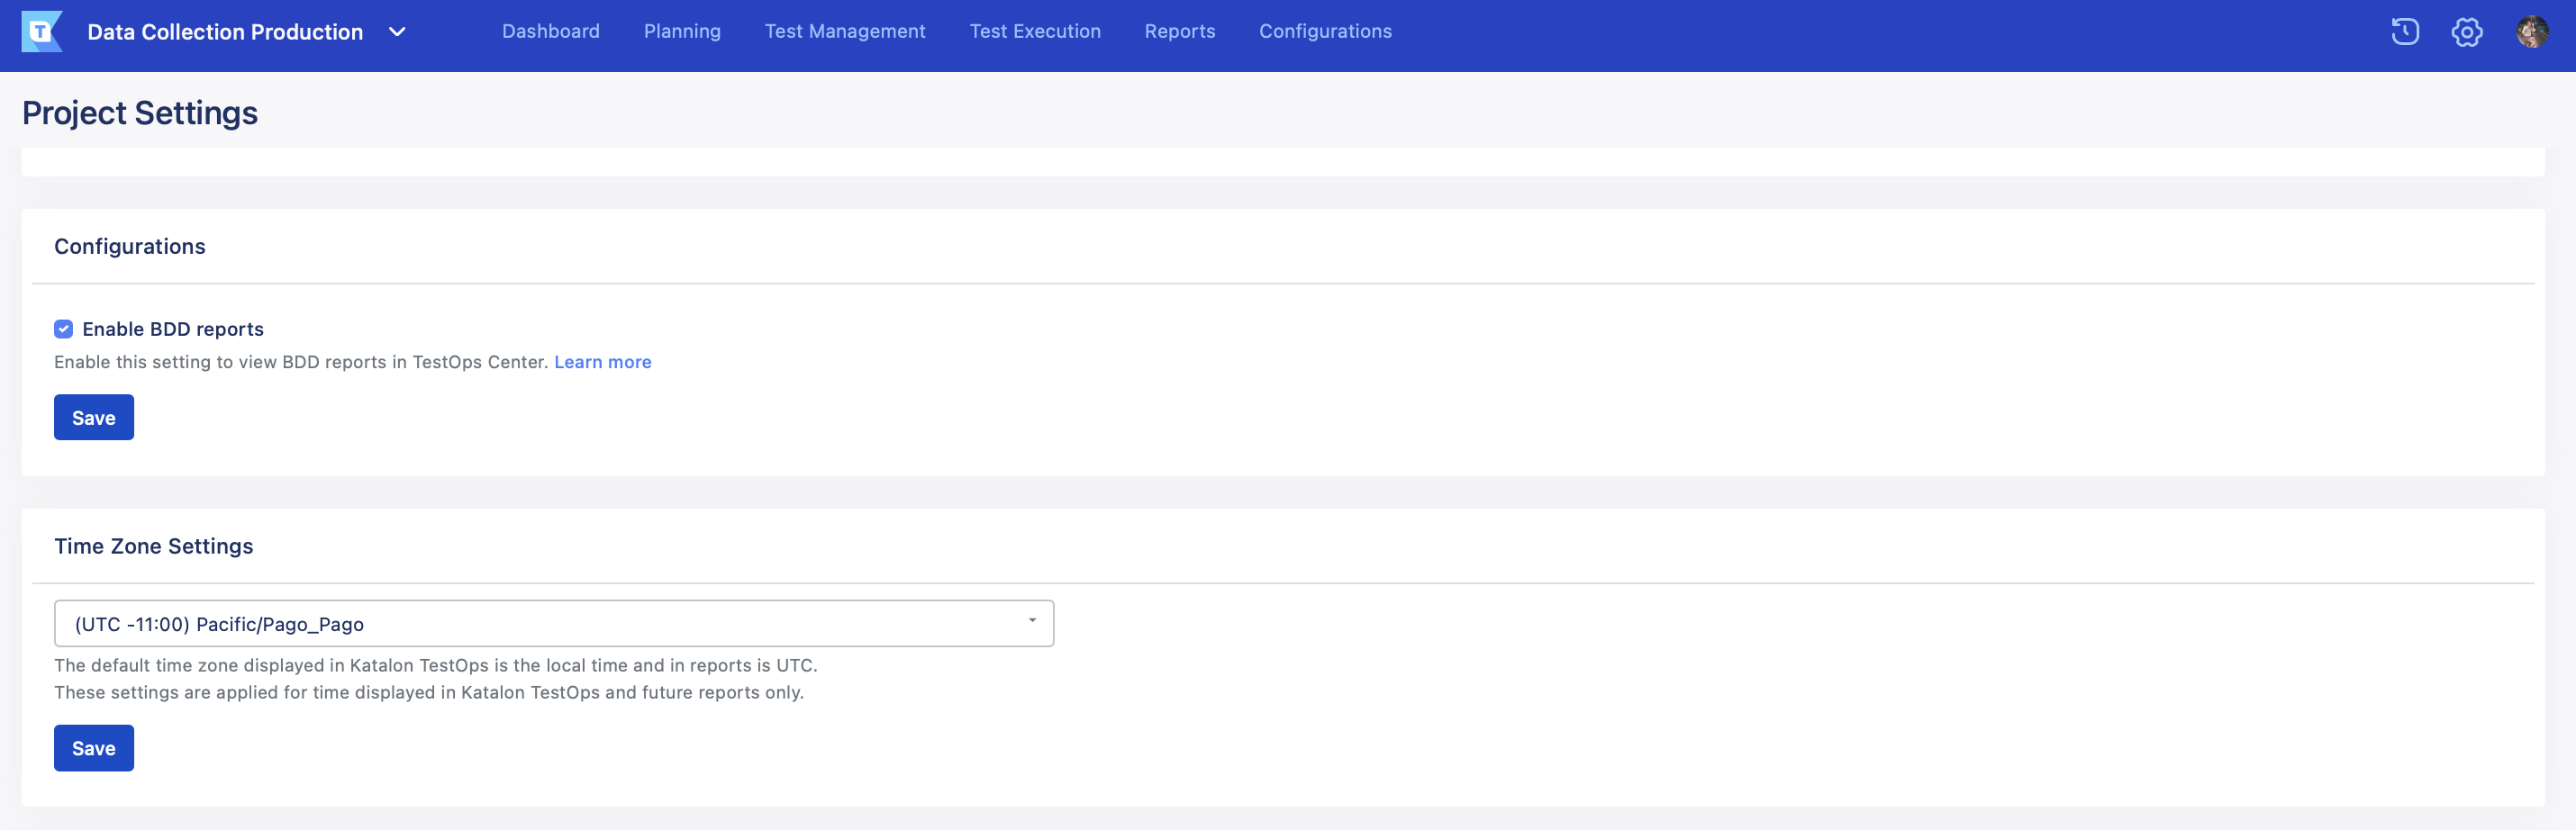 T
Data Collection Production
Dashboard
Planning
Test Management
Test Execution
Reports
Configurations
Project Settings
Configurations
Enable BDD reports
Enable this setting to view BDD reports in TestOps Center. Learn more
Save
Time Zone Settings
(UTC -11:00) Pacific/Pago_Pago
The default time zone displayed in Katalon TestOps is the local time and in reports is UTC.
These settings are applied for time displayed in Katalon TestOps and future reports only.
Save